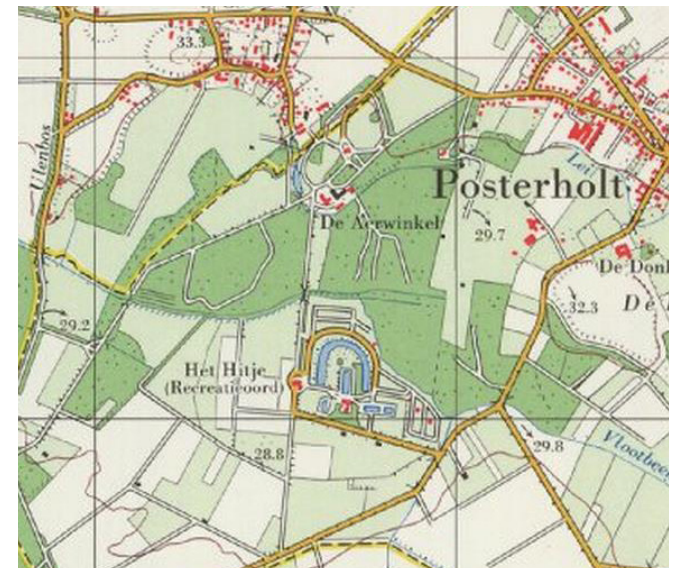 33.3
Ulenbos
Lei
Posterholt
De Aerwinkel
29.7
De Donk
De
32.3
29.2
Het Hitje
(Recreatieoord)
28.8
29.8
Vlootbee